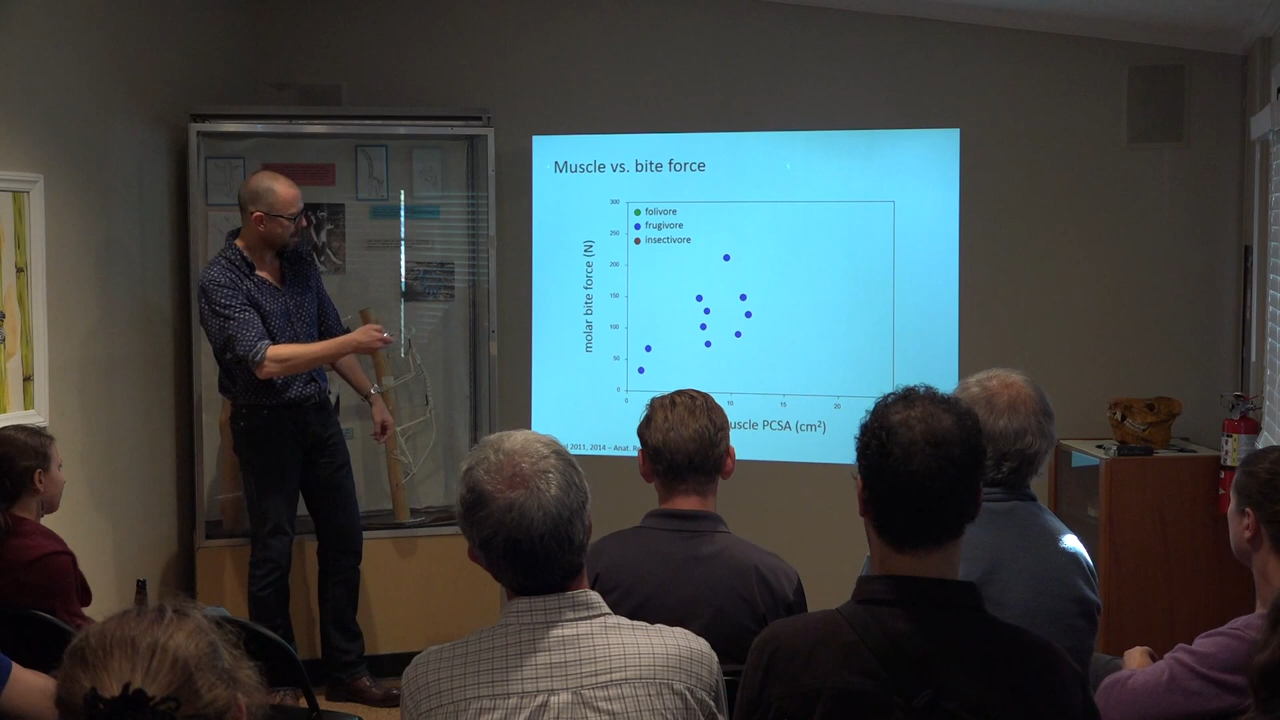 Muscle vs. bite force
300
folivore
frugivore
250
insectivore
200
molar bite force (N)
150
100
50
0
0
10
15
20
PCSA (cm²)
2011, 2014 – Anat.